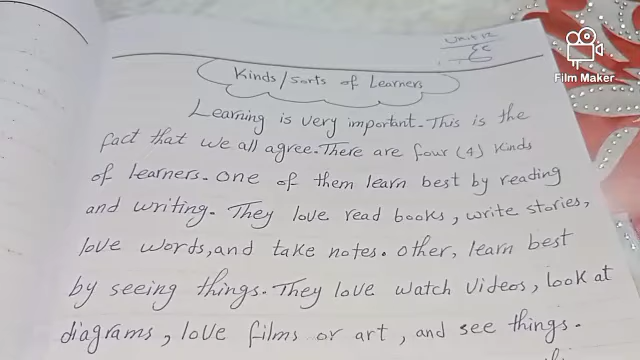 Unit 12
Film Maker
Kinds/Sorts of Learners
Learning is very important. This is the
fact that we all agree. There are four (4) kinds
of learners. One of them learn best by reading
and writing. They love read books, write stories,
love words, and take notes. Other, learn best
by seeing things. They love watch videos, look at
diagrams, love films or art, and see things.